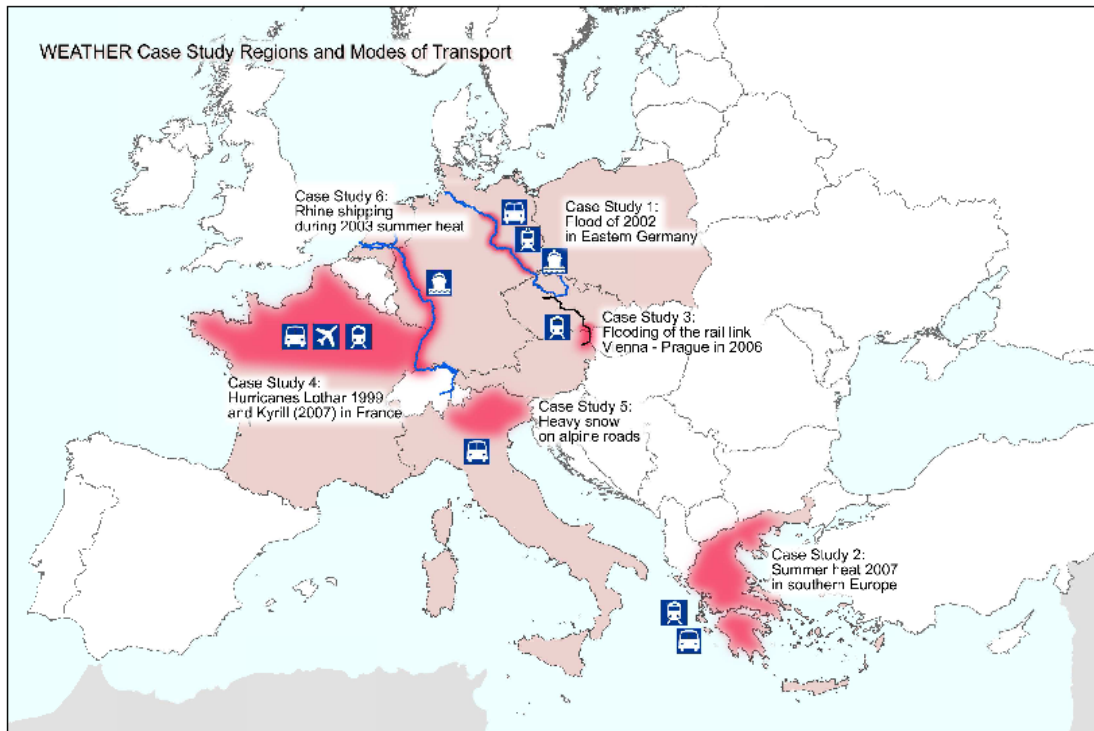 WEATHER Case Study Regions and Modes of Transport
Case Study 6:
Rhine shipping
during 2003 summer heat
Case Study 1:
Flood of 2002
in Eastern Germany
Case Study 3:
Flooding of the rail link
Vienna - Prague in 2006
Case Study 4:
Hurricanes Lothar 1999
and Kyrill (2007) in France
Case Study 5:
Heavy snow
on alpine roads
Case Study 2:
Summer heat 2007
in southern Europe